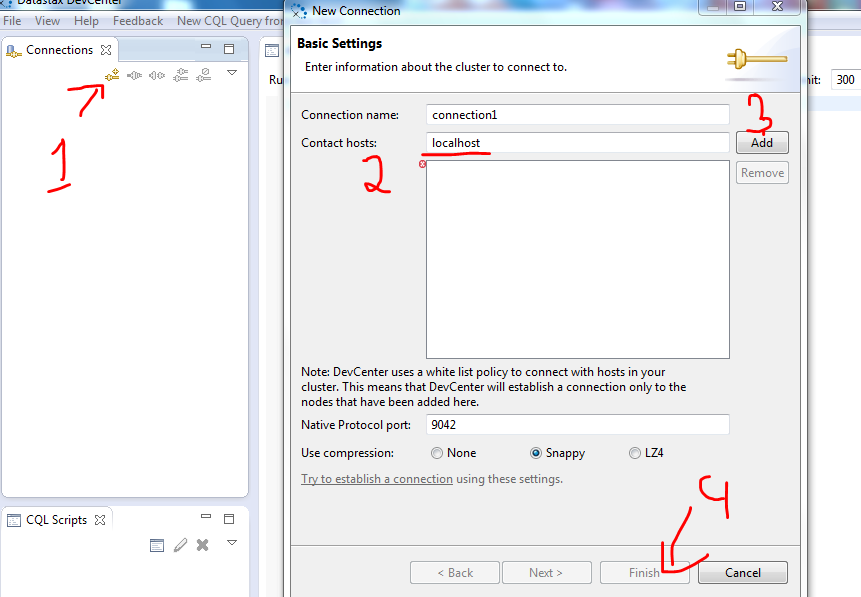 Datastax DevCenter
File View Help Feedback New CQL Query from
Connections
1
Ru
New Connection
Basic Settings
Enter information about the cluster to connect to.
Connection name: connection1
Contact hosts: localhost
2
3
Add
Remove
Note: DevCenter uses a white list policy to connect with hosts in your
cluster. This means that DevCenter will establish a connection only to the
nodes that have been added here.
Native Protocol port: 9042
Use compression: None Snappy LZ4
Try to establish a connection using these settings.
4
< Back Next > Finish Cancel
nit: 300
CQL Scripts